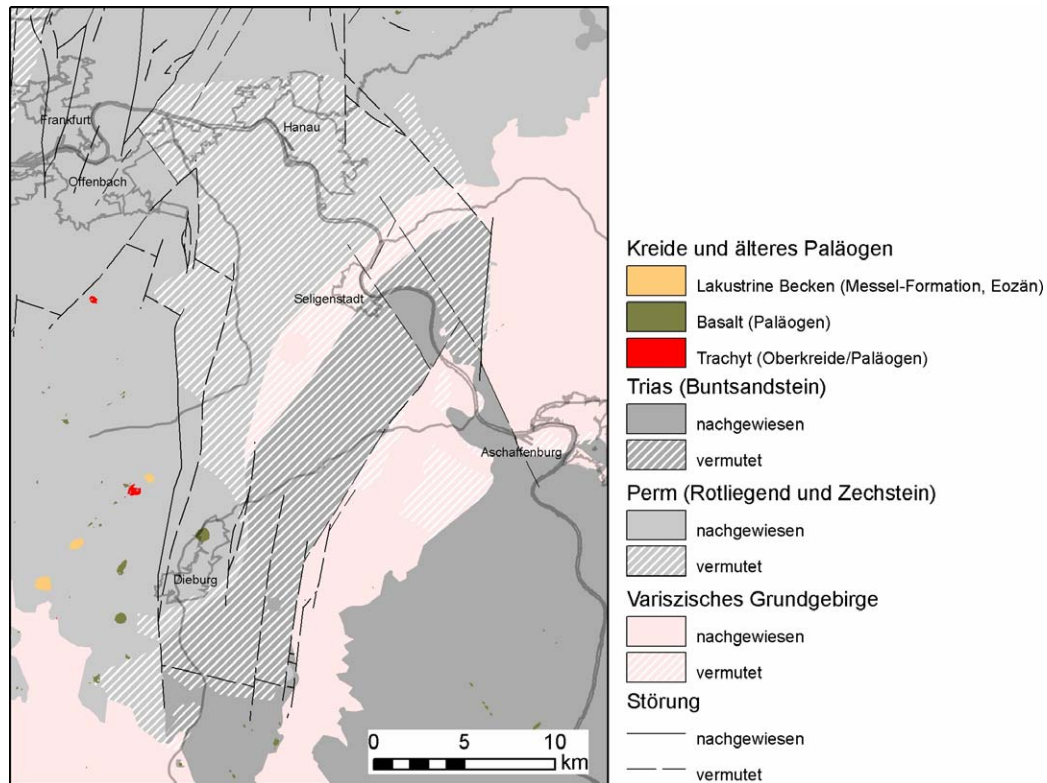 Frankfurt
Hanau
Offenbach
Seligenstadt
Aschaffenburg
Dieburg
0 5 10
km
Kreide und älteres Paläogen
Lakustrine Becken (Messel-Formation, Eozän)
Basalt (Paläogen)
Trachyt (Oberkreide/Paläogen)
Trias (Buntsandstein)
nachgewiesen
vermutet
Perm (Rotliegend und Zechstein)
nachgewiesen
vermutet
Variszisches Grundgebirge
nachgewiesen
vermutet
Störung
nachgewiesen
vermutet